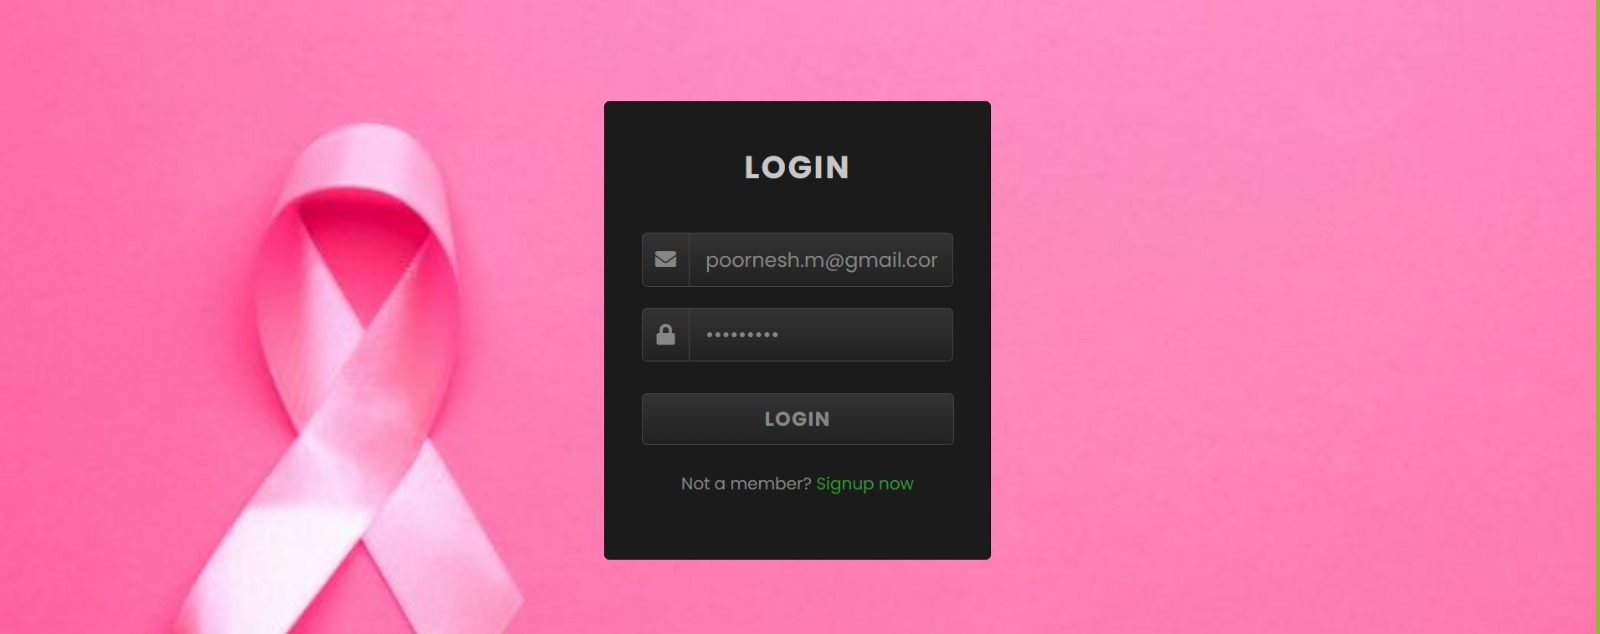 LOGIN
poornesh.m@gmail.cor
•••••••••
LOGIN
Not a member? Signup now